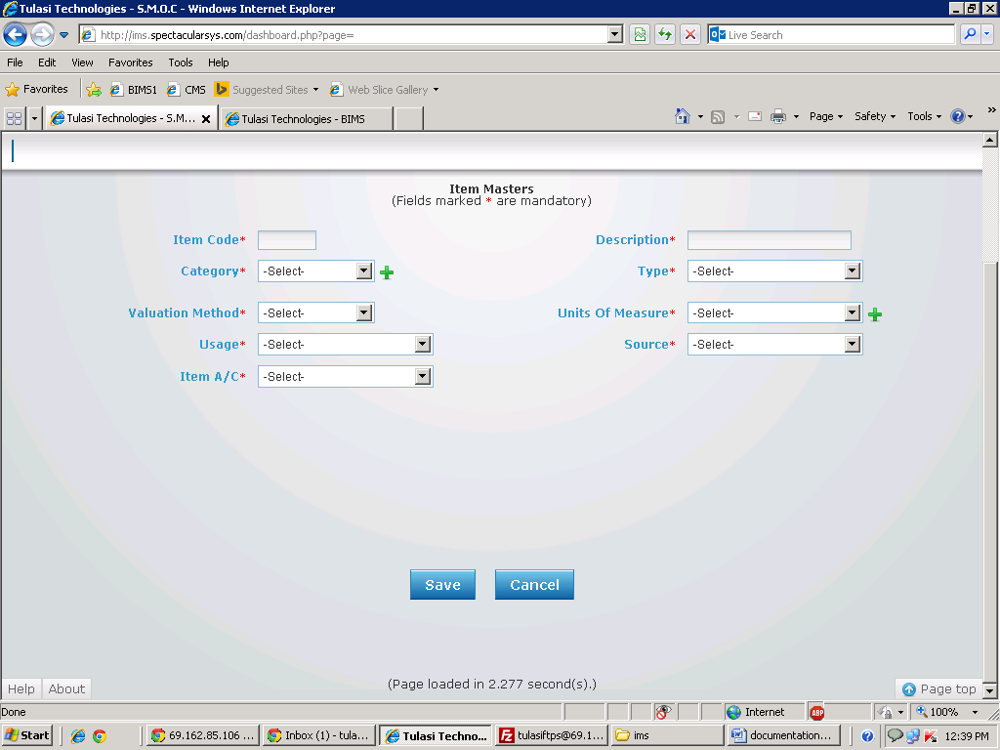 Tulasi Technologies - S.M.O.C - Windows Internet Explorer
http://ims.spectacularsys.com/dashboard.php?page=
Live Search
File Edit View Favorites Tools Help
Favorites BIMS1 CMS Suggested Sites Web Slice Gallery
Tulasi Technologies - S.M... Tulasi Technologies - BIMS Page Safety Tools
Item Masters
(Fields marked * are mandatory)
Item Code* Description*
Category* -Select- Type* -Select-
Valuation Method* -Select- Units Of Measure* -Select-
Usage* -Select- Source* -Select-
Item A/C* -Select-
Save Cancel
(Page loaded in 2.277 second(s).)
Help About Page top
Done Internet ABP 100%
Start 69.162.85.106 ... Inbox (1) - tula... Tulasi Techno... tulasiftps@69.1... ims documentation... 12:39 PM